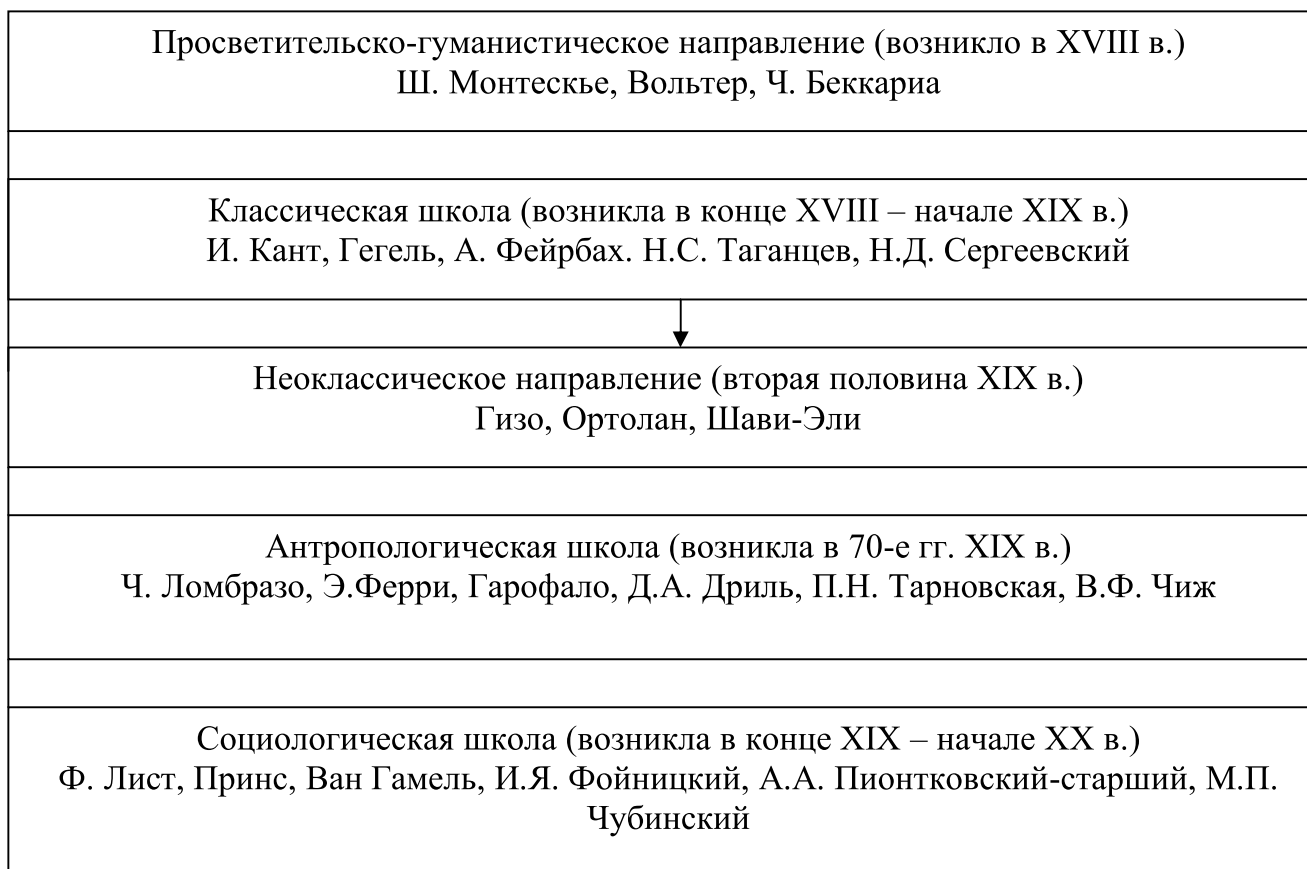 Просветительско-гуманистическое направление (возникло в XVIII в.)
Ш. Монтескье, Вольтер, Ч. Беккариа
Классическая школа (возникла в конце XVIII – начале XIX в.)
И. Кант, Гегель, А. Фейрбах. Н.С. Таганцев, Н.Д. Сергеевский
Неоклассическое направление (вторая половина XIX в.)
Гизо, Ортолан, Шави-Эли
Антропологическая школа (возникла в 70-е гг. XIX в.)
Ч. Ломбразо, Э.Ферри, Гарофало, Д.А. Дриль, П.Н. Тарновская, В.Ф. Чиж
Социологическая школа (возникла в конце XIX – начале XX в.)
Ф. Лист, Принс, Ван Гамель, И.Я. Фойницкий, А.А. Пионтковский-старший, М.П.
Чубинский